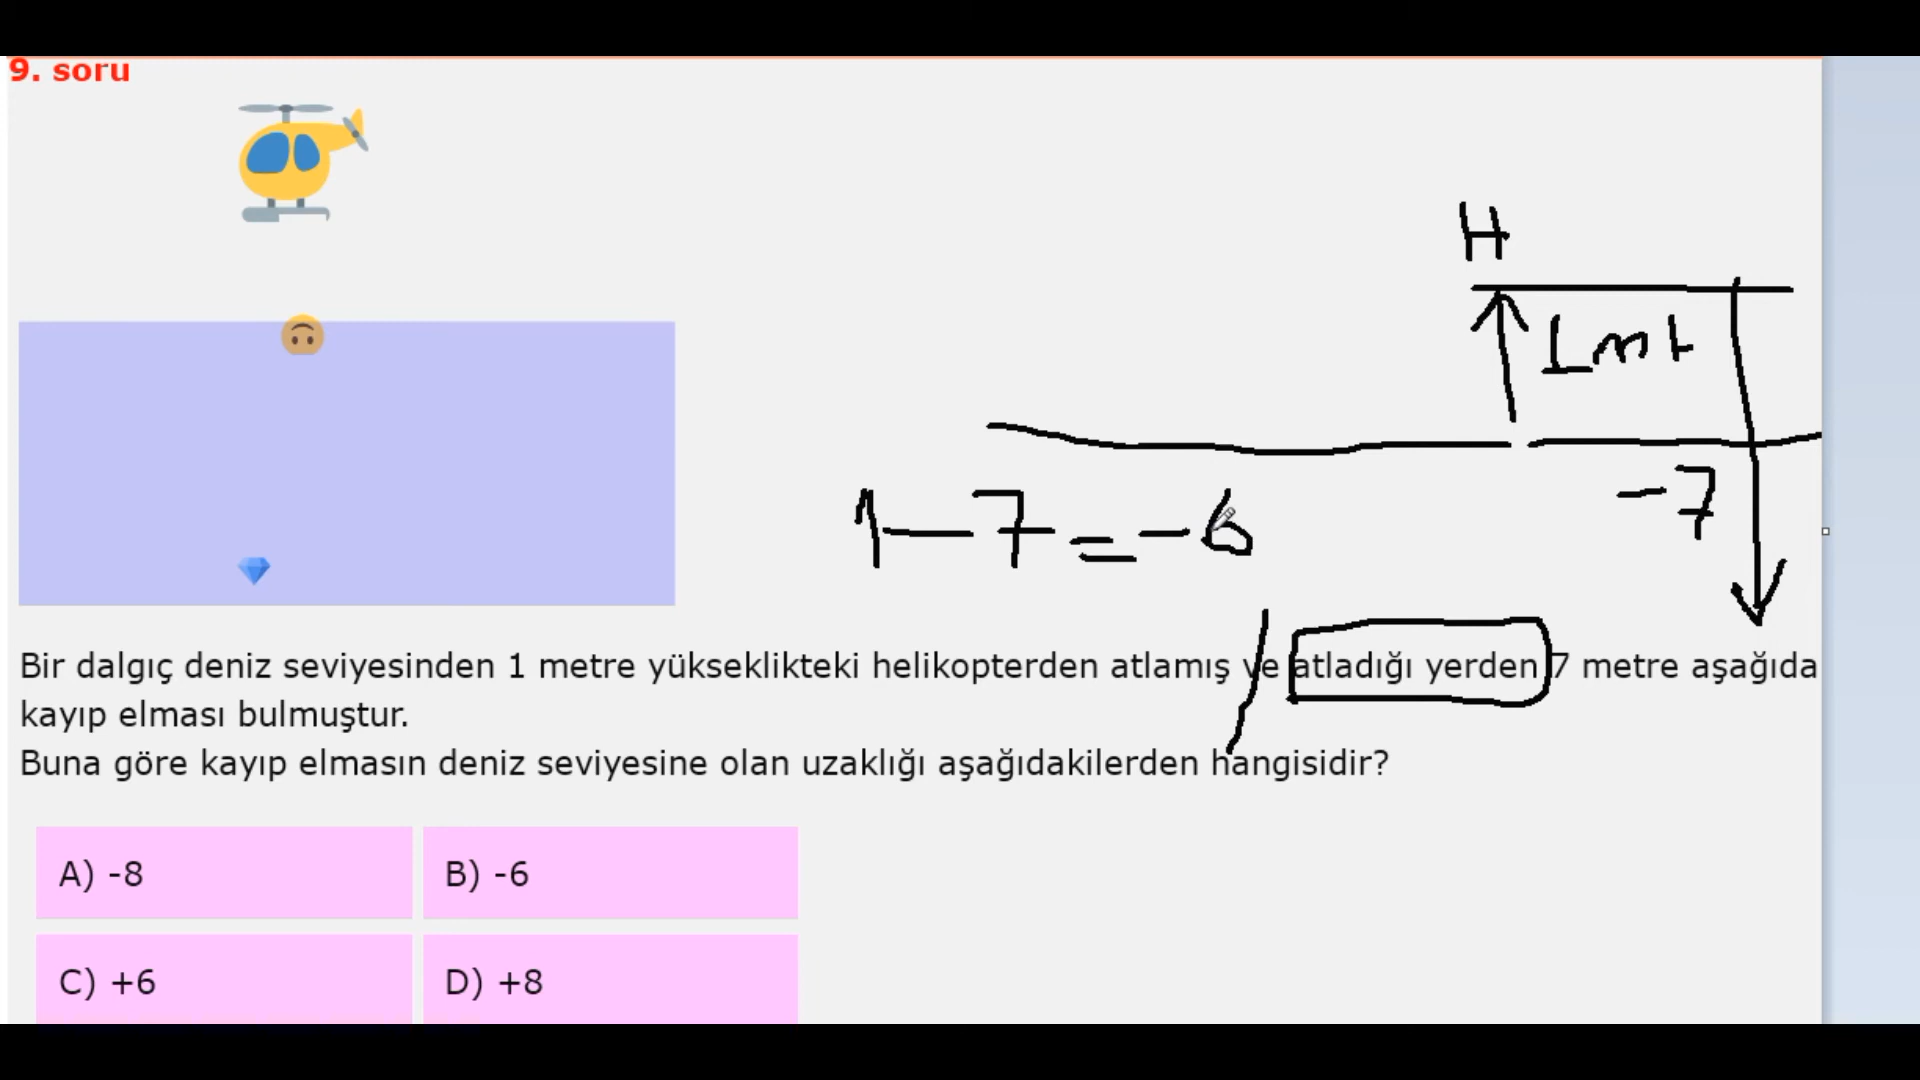 9. soru
H
1mt
-7
1-7=-6
Bir dalgıç deniz seviyesinden 1 metre yükseklikteki helikopterden atlamış ve atladığı yerden 7 metre aşağıda
kayıp elması bulmuştur.
Buna göre kayıp elmasın deniz seviyesine olan uzaklığı aşağıdakilerden hangisidir?
A) -8
B) -6
C) +6
D) +8